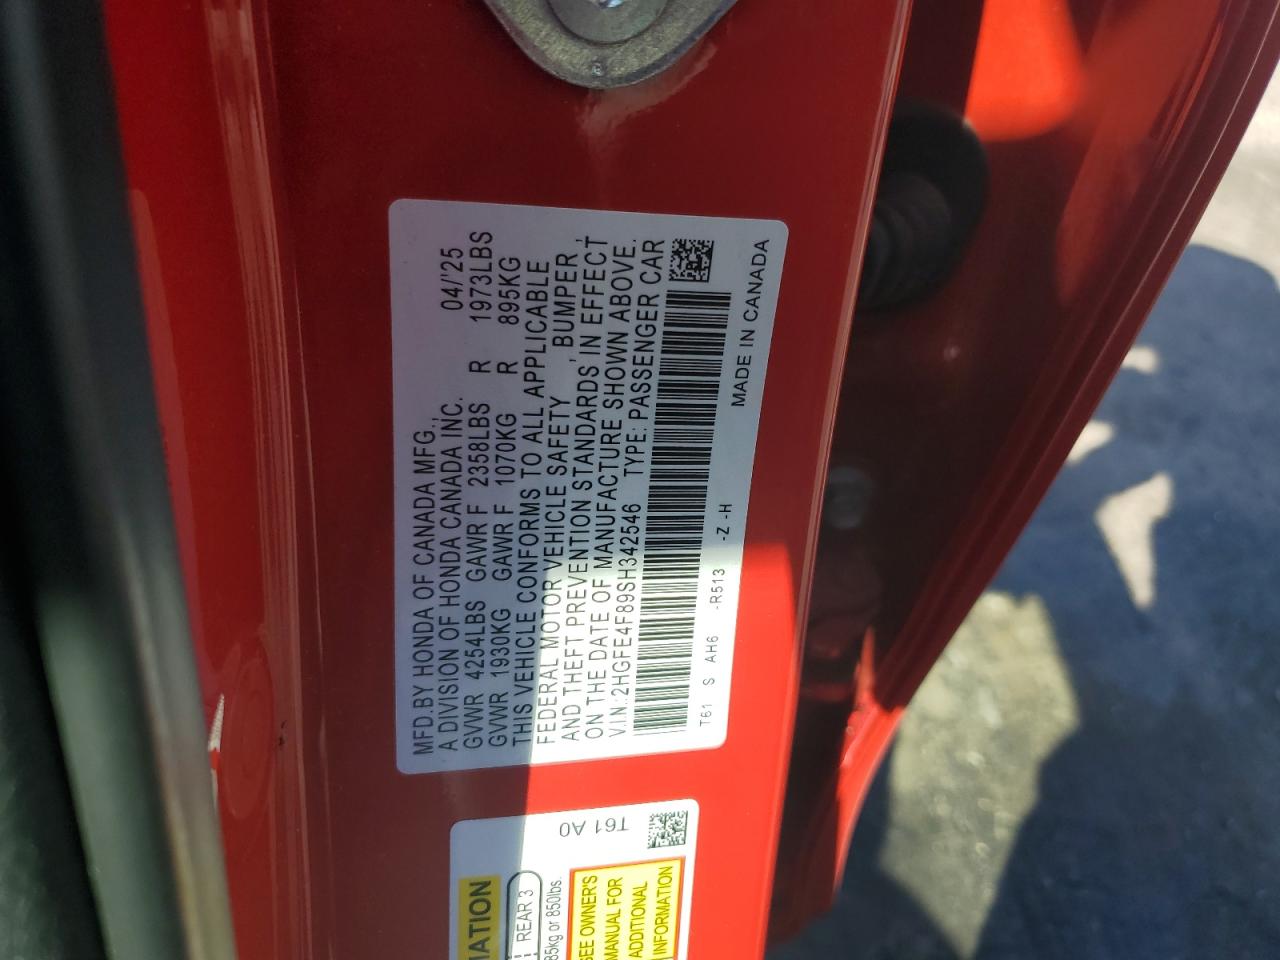 MFD.BY HONDA OF CANADA MFG.,
A DIVISION OF HONDA CANADA INC. 04/'25
GVWR 4254LBS GAWR F 2358LBS R 1973LBS
GVWR 1930KG GAWR F 1070KG R 895KG
THIS VEHICLE CONFORMS TO ALL APPLICABLE
FEDERAL MOTOR VEHICLE SAFETY , BUMPER ,
AND THEFT PREVENTION STANDARDS, IN EFFECT
ON THE DATE OF MANUFACTURE SHOWN ABOVE.
V.I.N.:2HGFE4F89SH342546 TYPE: PASSENGER CAR
T61 S AH6 -R513 -Z -H
MADE IN CANADA
T61 A0
MATION
REAR 3
85kg or 850lbs.
SEE OWNER'S
MANUAL FOR
ADDITIONAL
INFORMATION